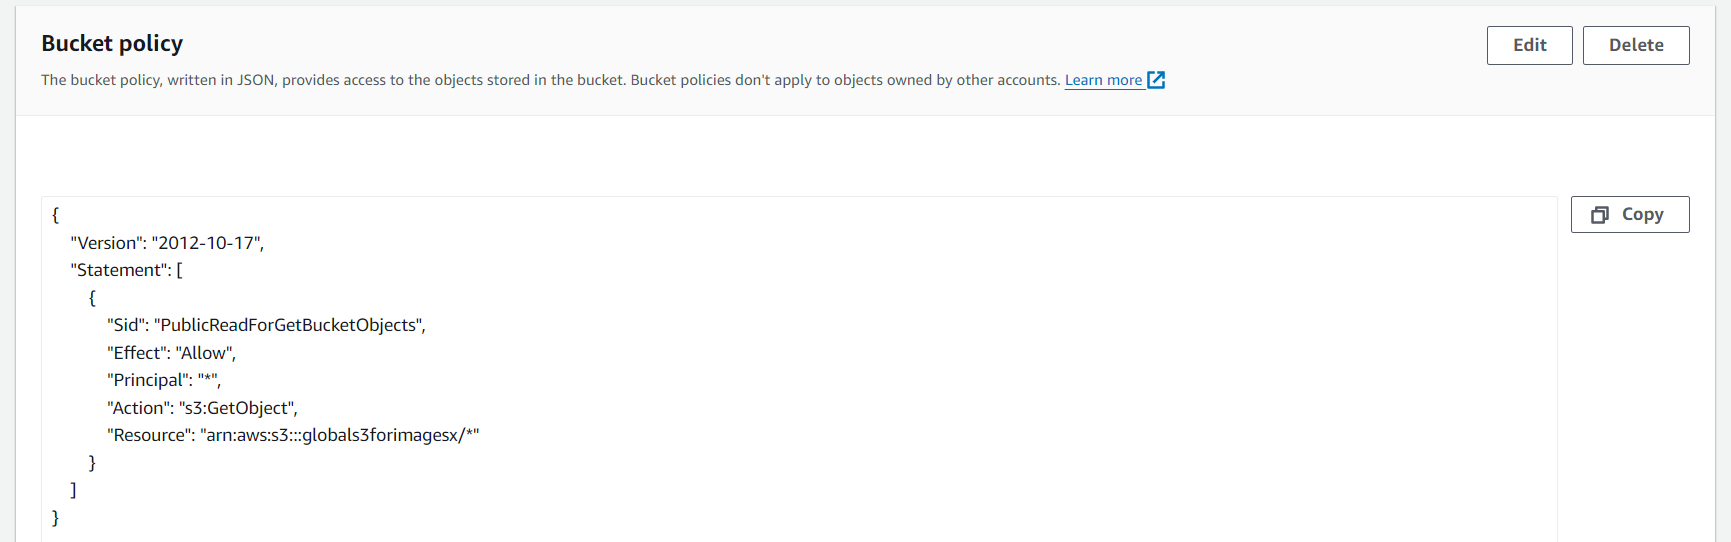 Bucket policy
Edit
Delete
The bucket policy, written in JSON, provides access to the objects stored in the bucket. Bucket policies don't apply to objects owned by other accounts. Learn more
Copy
{
"Version": "2012-10-17",
"Statement": [
{
"Sid": "PublicReadForGetBucketObjects",
"Effect": "Allow",
"Principal": "*",
"Action": "s3:GetObject",
"Resource": "arn:aws:s3:::globals3forimagesx/*"
}
]
}